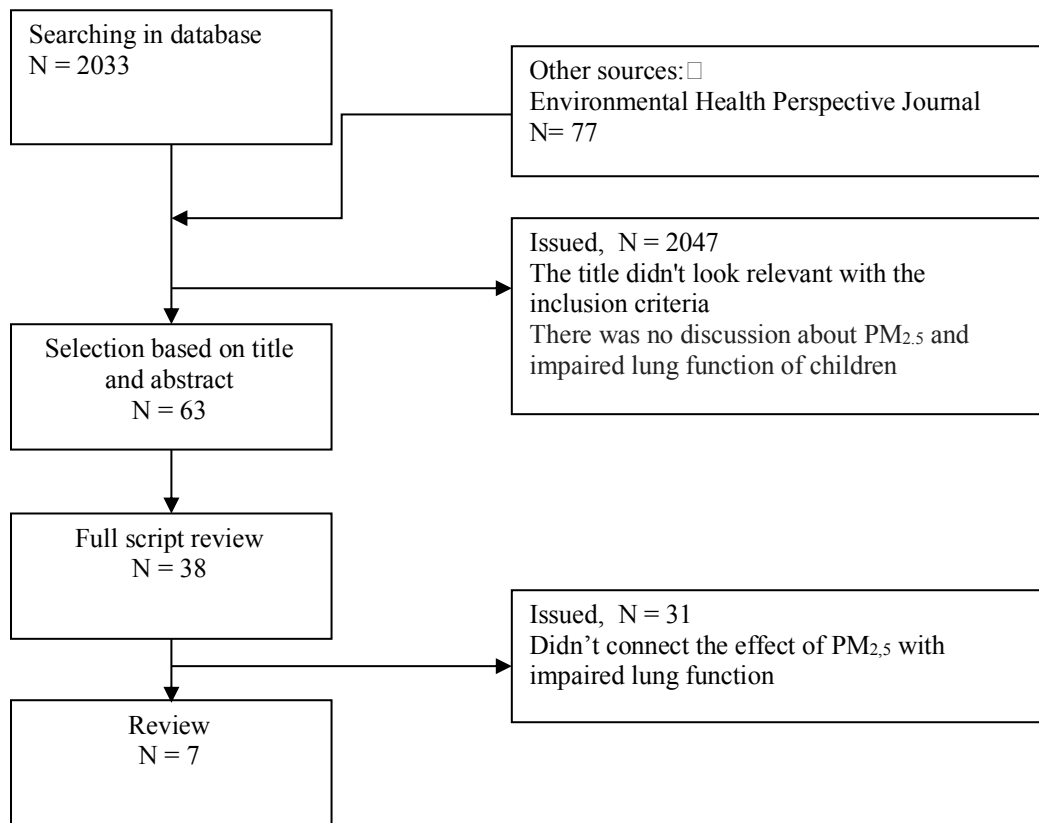 Searching in database
N = 2033
Other sources:□
Environmental Health Perspective Journal
N= 77
Issued,  N = 2047
The title didn't look relevant with the
inclusion criteria
There was no discussion about PM2.5 and
impaired lung function of children
Selection based on title
and abstract
N = 63
Full script review
N = 38
Issued,  N = 31
Didn’t connect the effect of PM2,5 with
impaired lung function
Review
N = 7